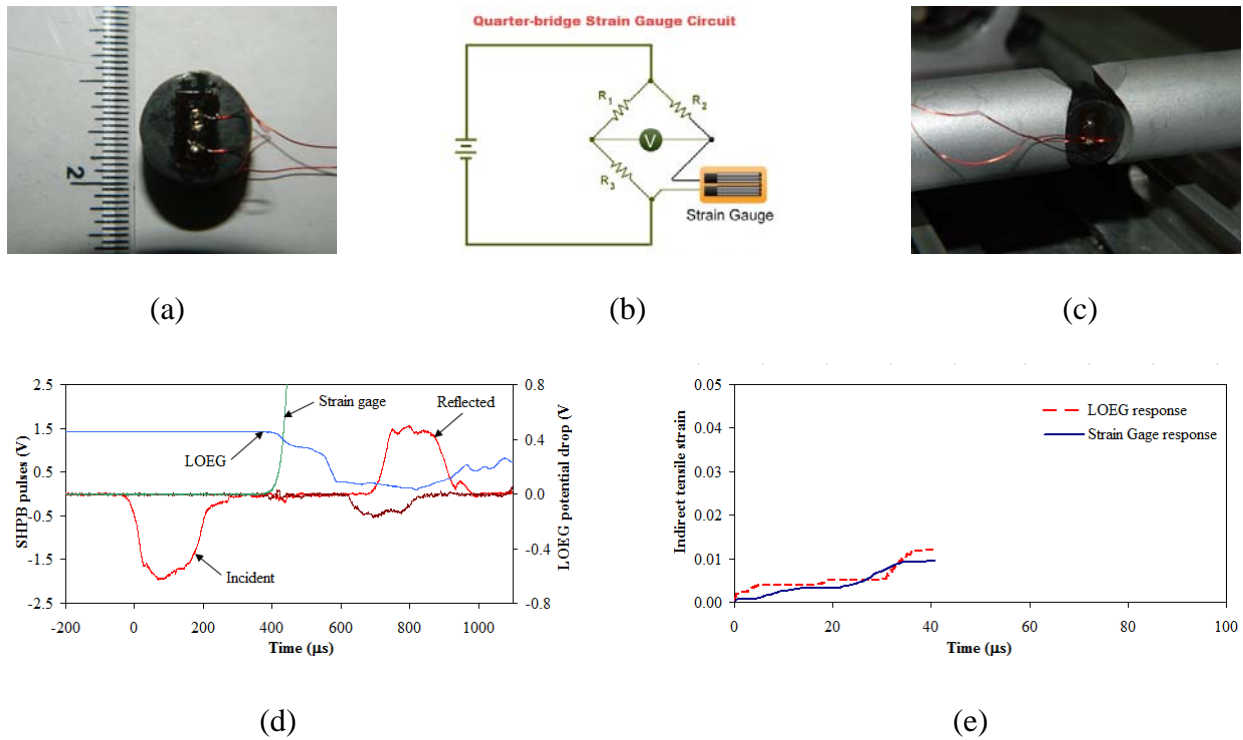 2
Quarter-bridge Strain Gauge Circuit
R1
R2
V
R3
Strain Gauge
(a)
(b)
(c)
2.5
1.5
0.5
-0.5
-1.5
-2.5
SHPB pulses (V)
-200
0
200
400
600
800
1000
Time (μs)
0.8
0.4
0.0
-0.4
-0.8
LOEG potential drop (V
Strain gage
Reflected
LOEG
Incident
0.05
0.04
0.03
0.02
0.01
0.00
Indirect tensile strain
0
20
40
60
80
100
Time (μs)
LOEG response
Strain Gage response
(d)
(e)